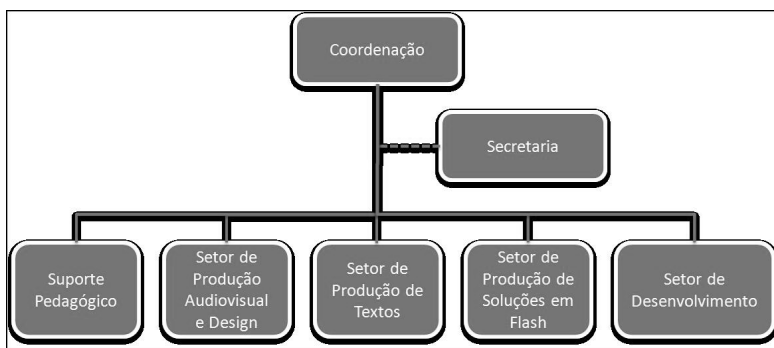 Coordenação
Secretaria
Suporte
Pedagógico
Setor de
Produção
Audiovisual
e Design
Setor de
Produção de
Textos
Setor de
Produção de
Soluções em
Flash
Setor de
Desenvolvimento